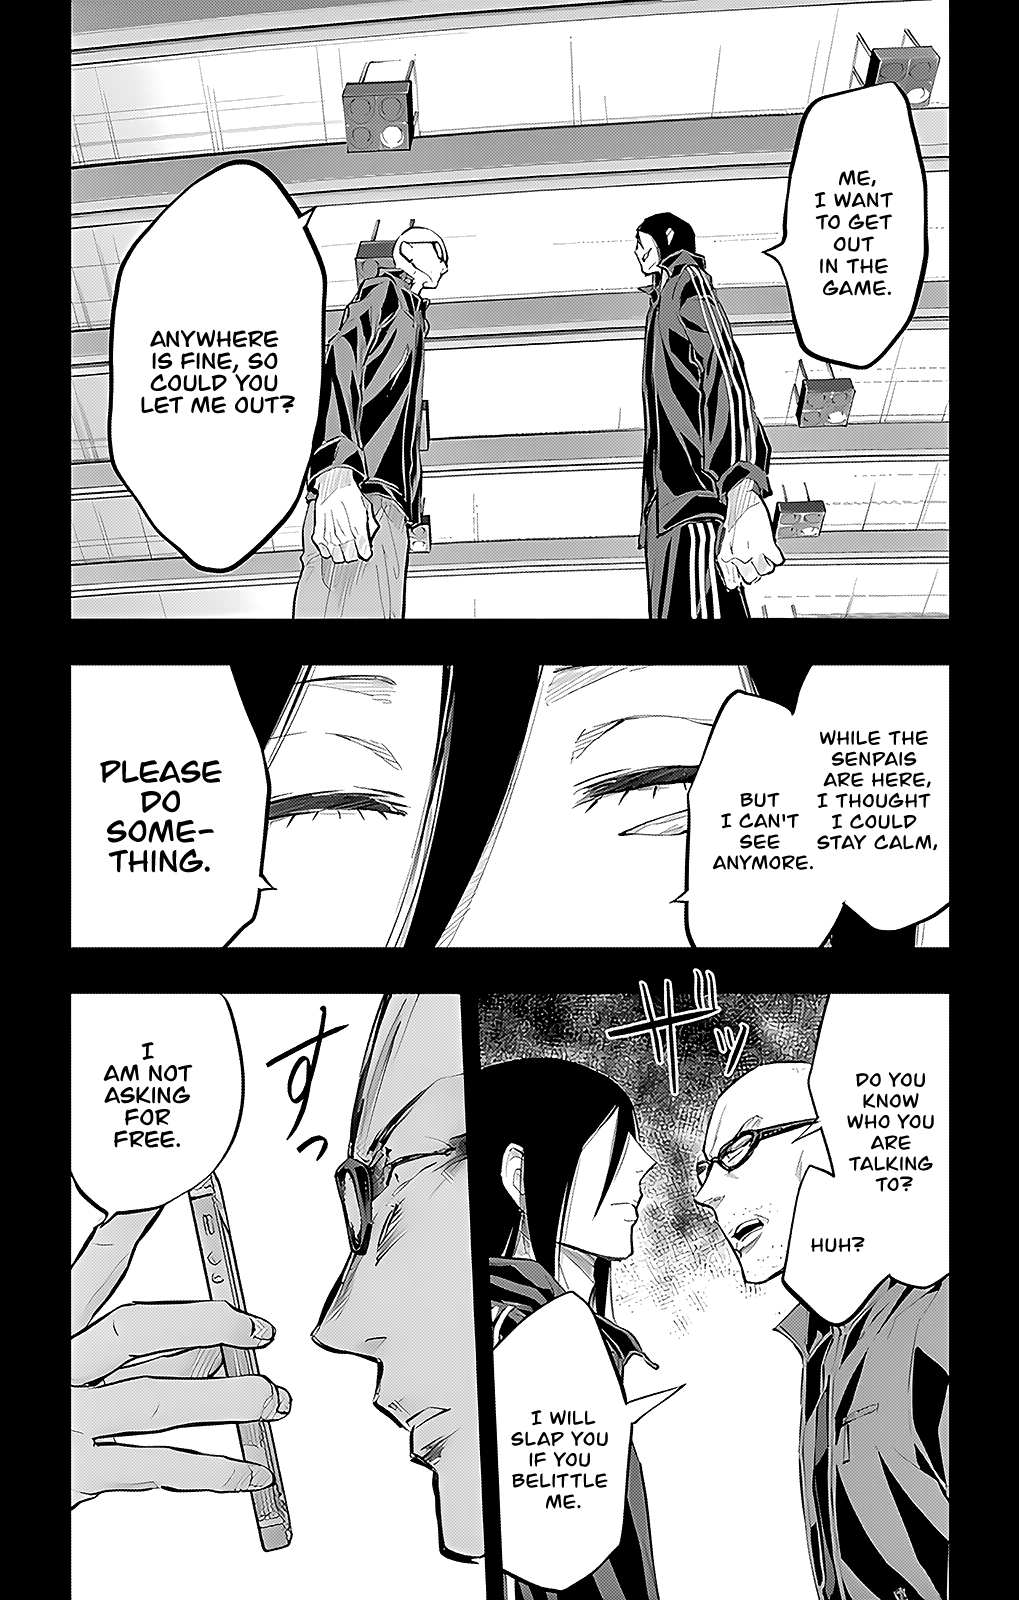 ME,
I WANT
TO GET
OUT
IN THE
GAME.
ANYWHERE
IS FINE, SO
COULD YOU
LET ME OUT?
WHILE THE
SENPAIS
ARE HERE,
I THOUGHT
I COULD
STAY CALM,
BUT
I CAN'T
SEE
ANYMORE.
PLEASE
DO
SOME-
THING.
DO YOU
KNOW
WHO YOU
ARE
TALKING
TO?
HUH?
ザッ
I WILL
SLAP YOU
IF YOU
BELITTLE
ME.
I
AM NOT
ASKING
FOR
FREE.
すっ